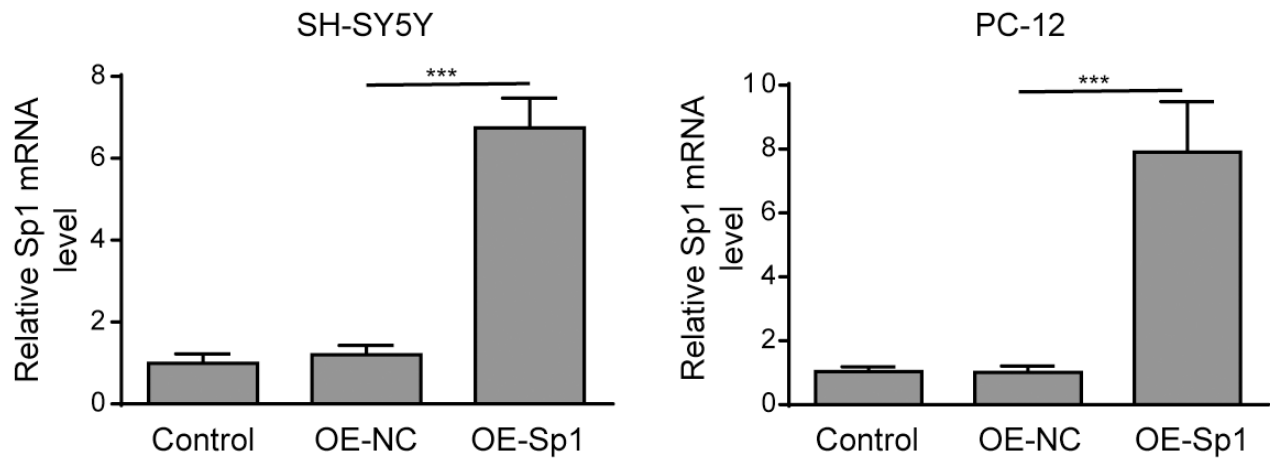 SH-SY5Y
Relative Sp1 mRNA
level
8
6
4
2
0
***
Control OE-NC OE-Sp1
PC-12
Relative Sp1 mRNA
level
10
8
6
4
2
0
***
Control OE-NC OE-Sp1